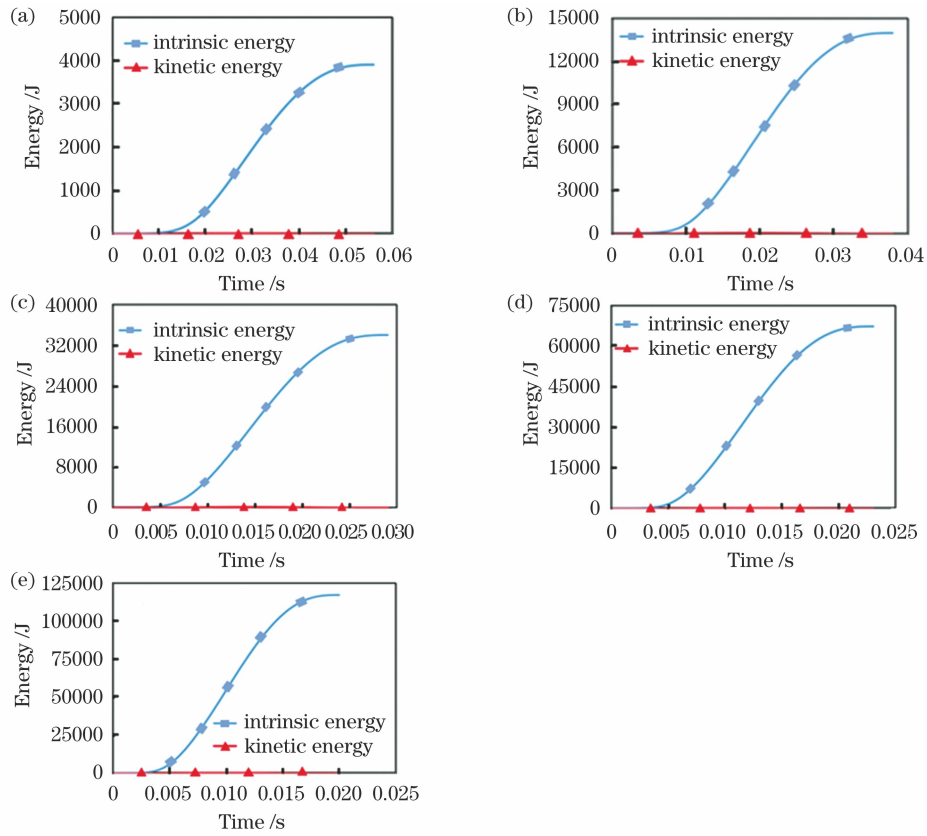 (a)
5000
4000
3000
2000
1000
0
Energy /J
intrinsic energy
kinetic energy
0 0.01 0.02 0.03 0.04 0.05 0.06
Time /s
(b)
15000
12000
9000
6000
3000
0
Energy /J
intrinsic energy
kinetic energy
0 0.01 0.02 0.03 0.04
Time /s
(c)
40000
32000
24000
16000
8000
0
Energy /J
intrinsic energy
kinetic energy
0 0.005 0.010 0.015 0.020 0.025 0.030
Time /s
(d)
75000
60000
45000
30000
15000
0
Energy /J
intrinsic energy
kinetic energy
0 0.005 0.010 0.015 0.020 0.025
Time /s
(e)
125000
100000
75000
50000
25000
0
Energy /J
intrinsic energy
kinetic energy
0 0.005 0.010 0.015 0.020 0.025
Time /s